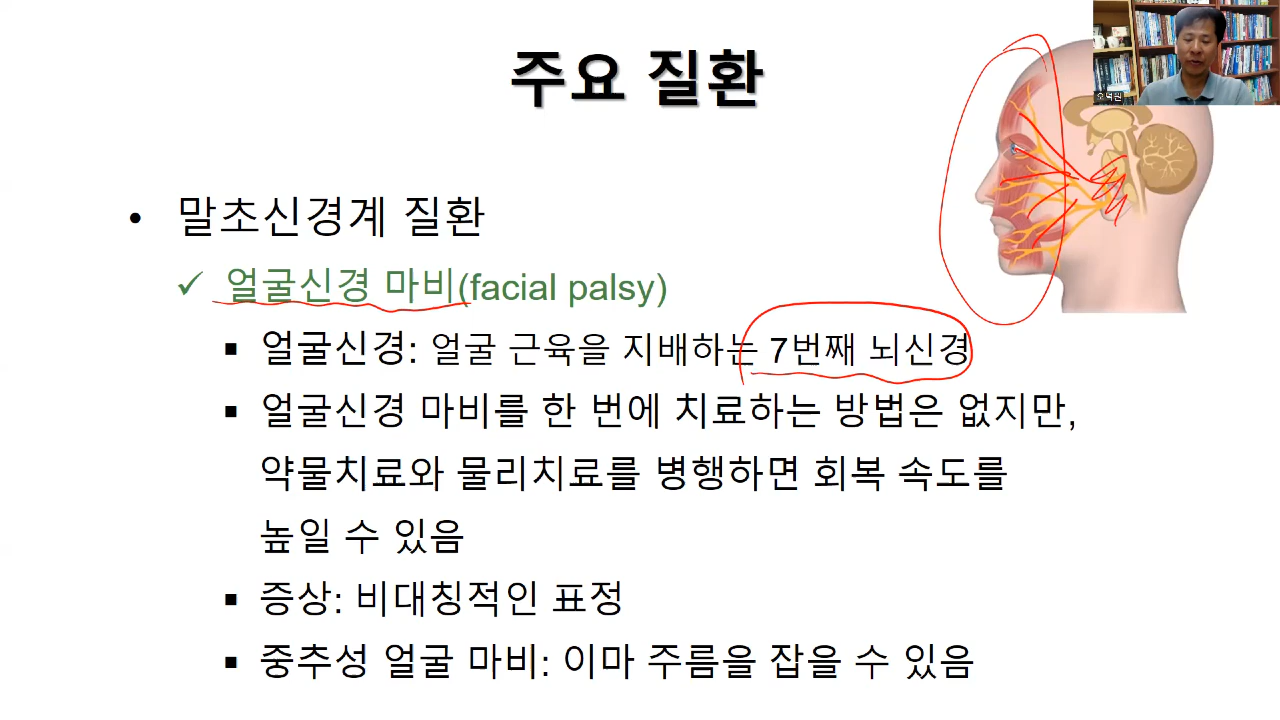 주요 질환
• 말초신경계 질환
✓ 얼굴신경 마비(facial palsy)
▪ 얼굴신경: 얼굴 근육을 지배하는 7번째 뇌신경
▪ 얼굴신경 마비를 한 번에 치료하는 방법은 없지만,
약물치료와 물리치료를 병행하면 회복 속도를
높일 수 있음
▪ 증상: 비대칭적인 표정
▪ 중추성 얼굴 마비: 이마 주름을 잡을 수 있음